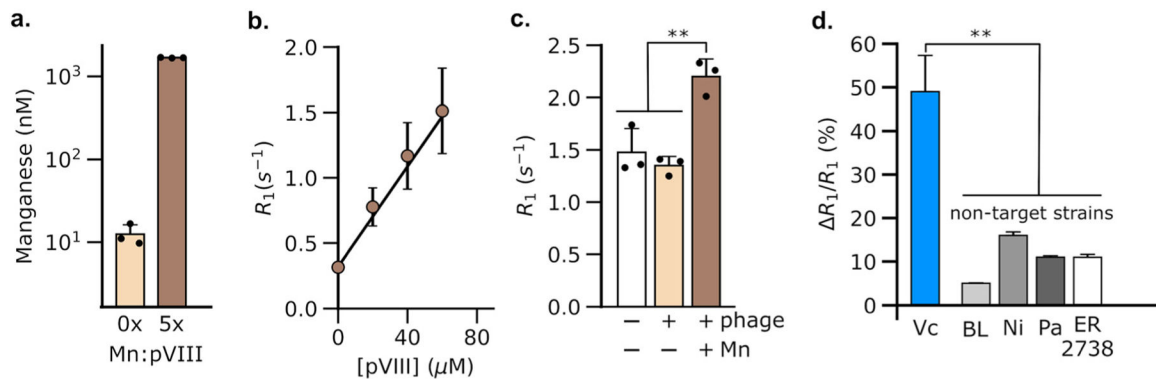 a.
Manganese (nM)
10³
10²
10¹
0x 5x
Mn:pVIII
b.
R₁(s⁻¹)
2.0
1.5
1.0
0.5
0.0
0 40 80
[pVIII] (μM)
c.
**
R₁ (s⁻¹)
2.5
2.0
1.5
1.0
0.5
0.0
− + + phage
− − + Mn
d.
**
ΔR₁/R₁ (%)
60
50
40
30
20
10
0
non-target strains
Vc BL Ni Pa ER
2738